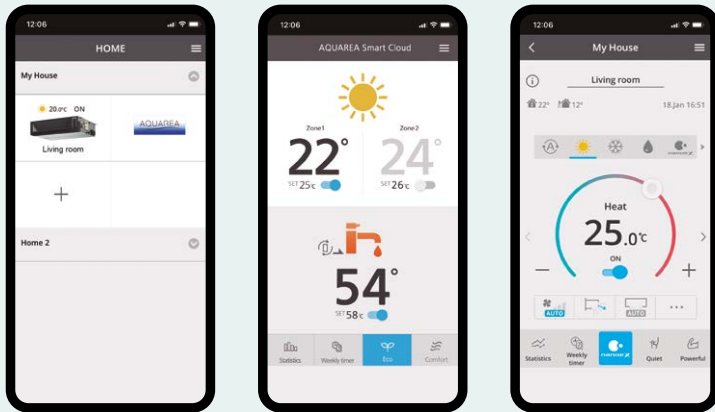 12:06
HOME
My House
20.0°C ON
AQUAREA
Living room
+
Home 2
12:06
AQUAREA Smart Cloud
Zone1
Zone2
22°
24°
SET 25°C
SET 26°C
54°
SET 58°C
Statistics
Weekly timer
Eco
Comfort
12:06
My House
Living room
22° 12° 18.Jan 16:51
A
nanoe X
Heat
25.0°C
ON
− +
AUTO
AUTO
...
Statistics
Weekly timer
nanoe X
Quiet
Powerful